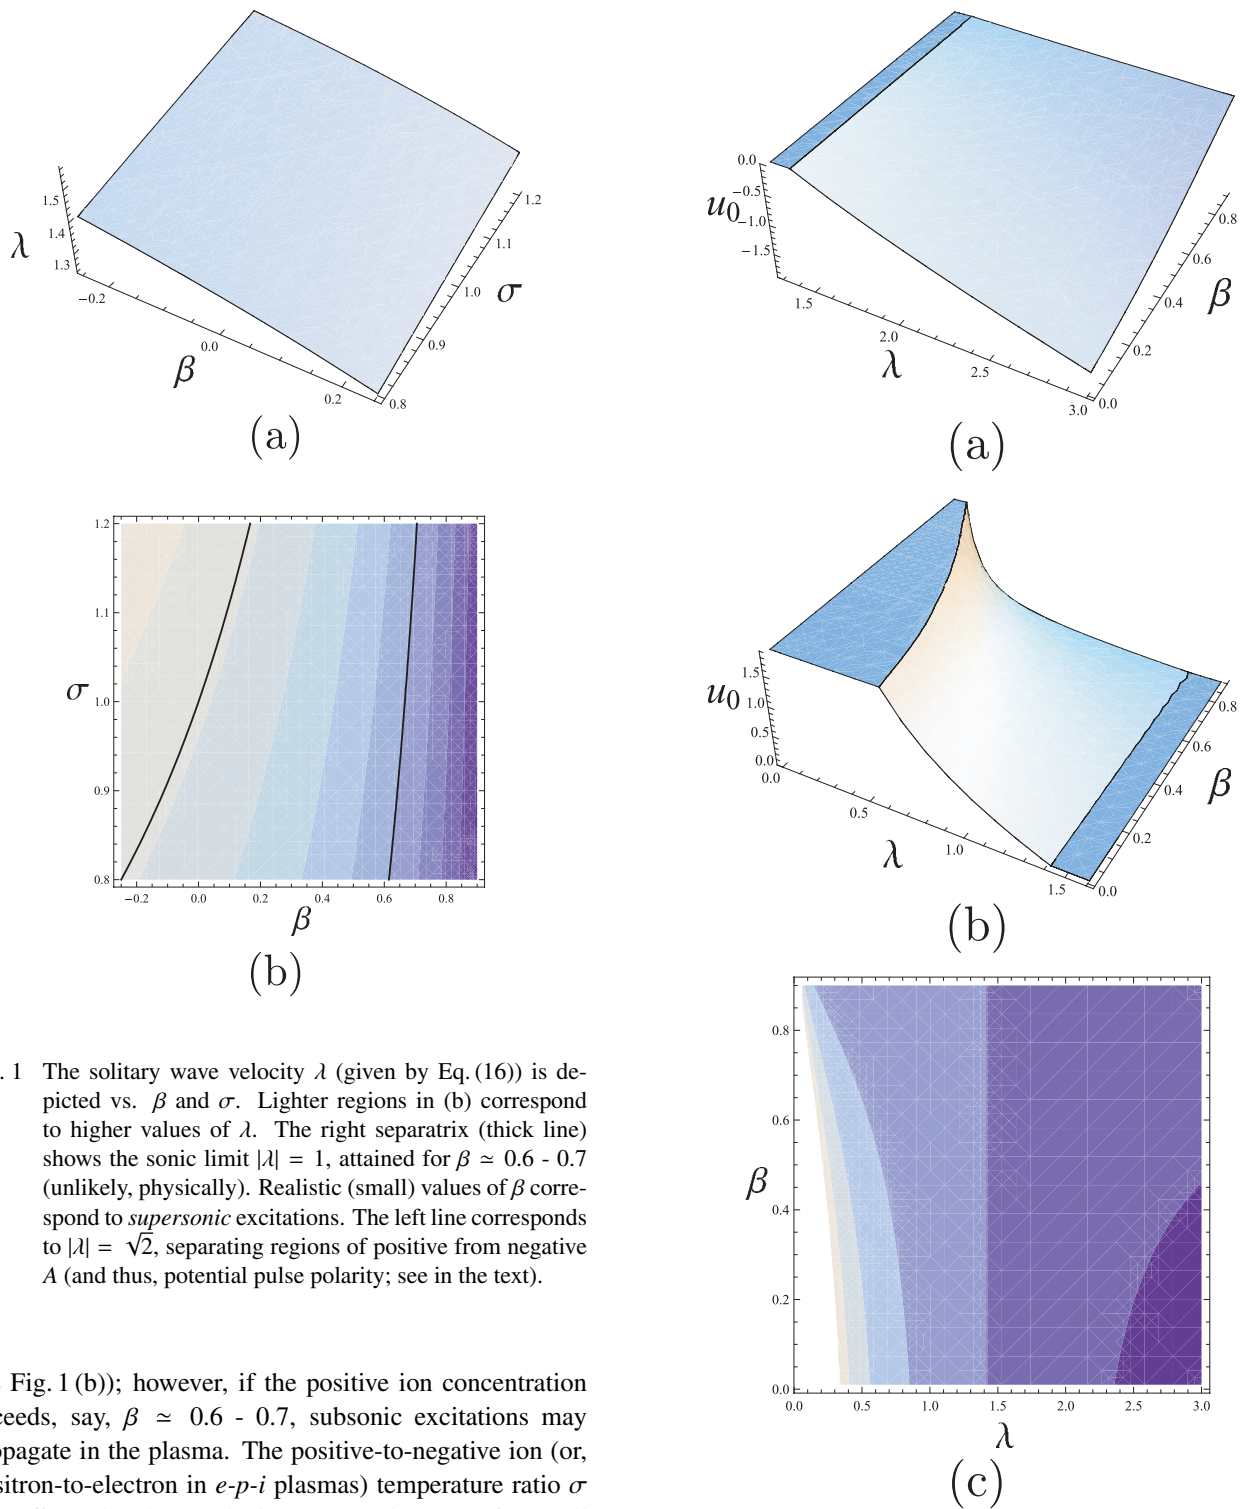 1.5
1.4
1.3
λ
−0.2
0.0
0.2
β
0.8
0.9
1.0
1.1
1.2
σ
(a)
1.2
1.1
1.0
0.9
0.8
σ
−0.2 0.0 0.2 0.4 0.6 0.8
β
(b)
. 1 The solitary wave velocity λ (given by Eq. (16)) is de-
picted vs. β and σ. Lighter regions in (b) correspond
to higher values of λ. The right separatrix (thick line)
shows the sonic limit |λ| = 1, attained for β ≃ 0.6 - 0.7
(unlikely, physically). Realistic (small) values of β corre-
spond to supersonic excitations. The left line corresponds
to |λ| = √2, separating regions of positive from negative
A (and thus, potential pulse polarity; see in the text).
Fig. 1 (b)); however, if the positive ion concentration
ceeds, say, β ≃ 0.6 - 0.7, subsonic excitations may
opagate in the plasma. The positive-to-negative ion (or,
sitron-to-electron in e-p-i plasmas) temperature ratio σ
0.0
−0.5
−1.0
−1.5
u0
1.5
2.0
2.5
3.0
λ
0.0
0.2
0.4
0.6
0.8
β
(a)
1.5
1.0
0.5
0.0
u0
0.0
0.5
1.0
1.5
λ
0.0
0.2
0.4
0.6
0.8
β
(b)
0.8
0.6
0.4
0.2
0.0
β
0.0 0.5 1.0 1.5 2.0 2.5 3.0
λ
(c)